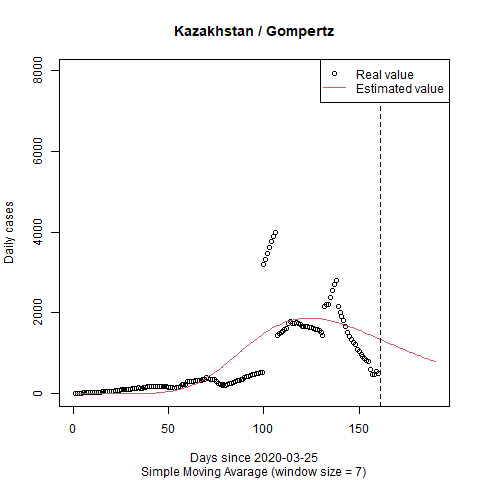 Kazakhstan / Gompertz
Real value
Estimated value
8000
6000
4000
2000
0
Daily cases
0 50 100 150
Days since 2020-03-25
Simple Moving Avarage (window size = 7)